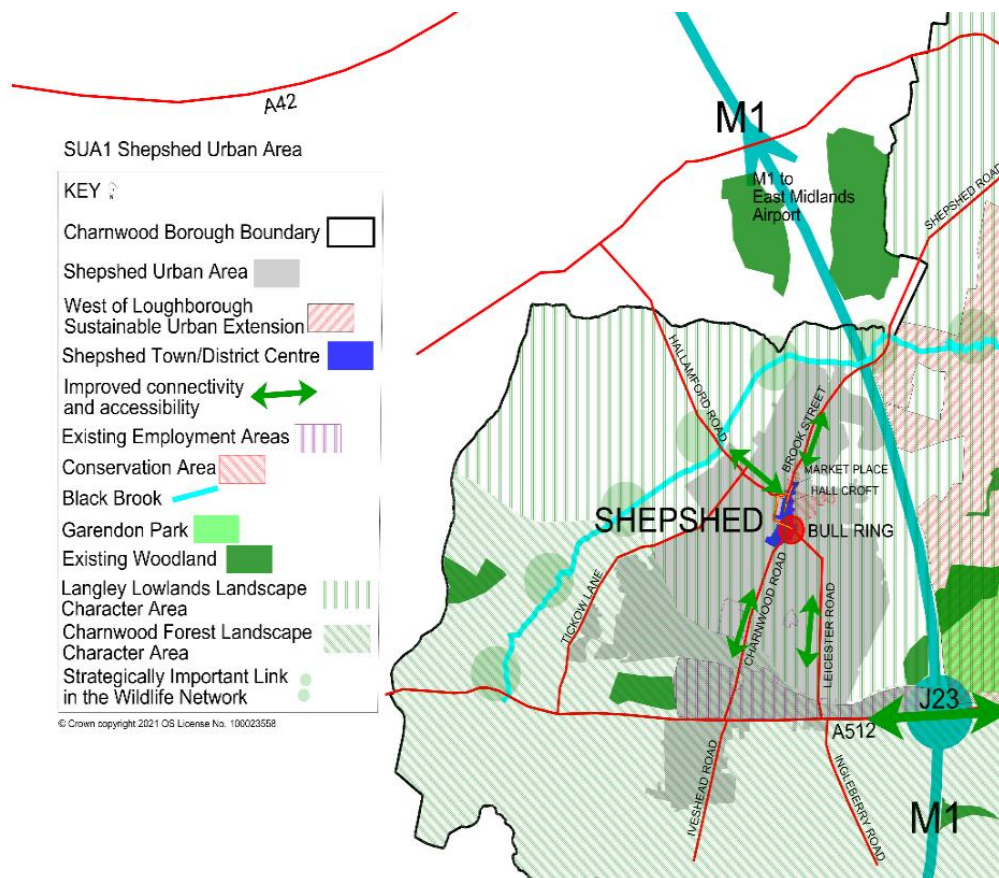 A42
SUA1 Shepshed Urban Area
KEY
Charnwood Borough Boundary
Shepshed Urban Area
West of Loughborough
Sustainable Urban Extension
Shepshed Town/District Centre
Improved connectivity
and accessibility
Existing Employment Areas
Conservation Area
Black Brook
Garendon Park
Existing Woodland
Langley Lowlands Landscape
Character Area
Charnwood Forest Landscape
Character Area
Strategically Important Link
in the Wildlife Network
© Crown copyright 2021 OS License No. 100023558
M1
M1 to
East Midlands
Airport
SHEPSHED ROAD
HALLAMFORD ROAD
BROOK STREET
MARKET PLACE
HALL CROFT
SHEPSHED
BULL RING
TICKOW LANE
CHARNWOOD ROAD
LEICESTER ROAD
J23
A512
IVESHEAD ROAD
INGLEBERRY ROAD
M1